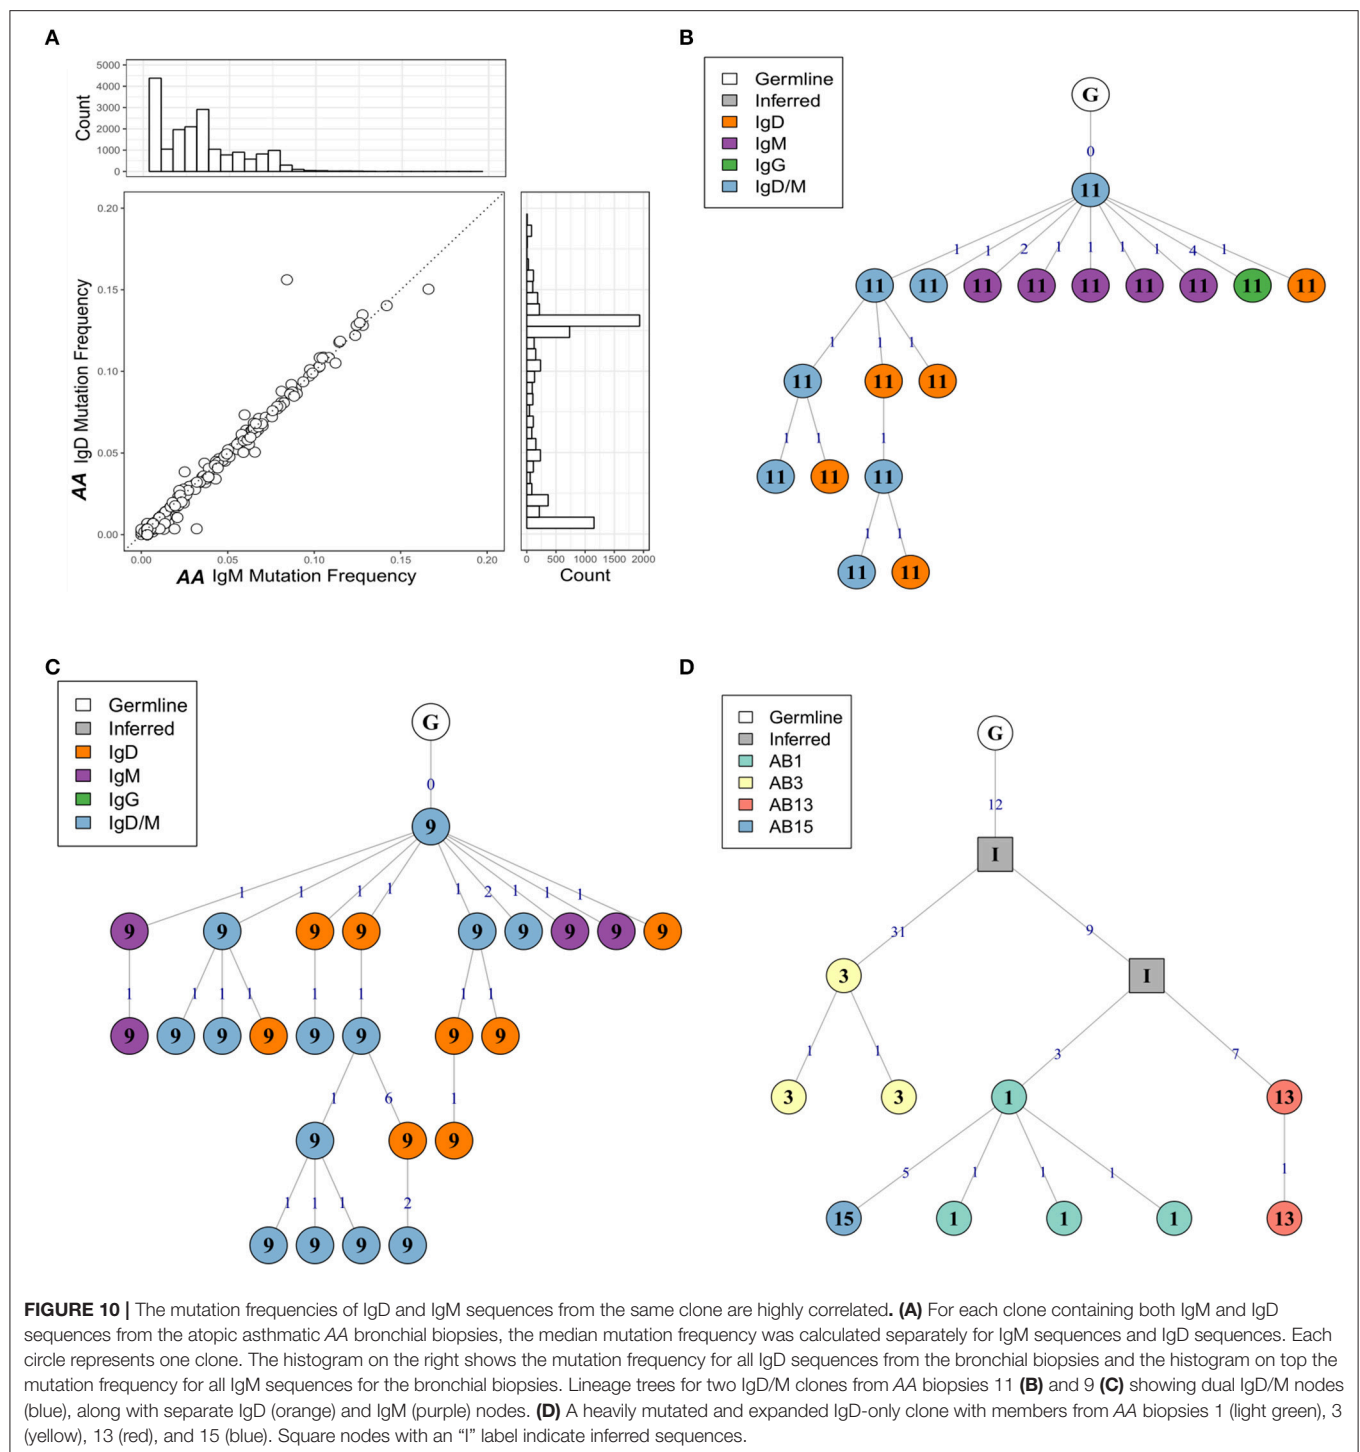 A
5000
4000
3000
2000
1000
0
Count
0.20
0.15
0.10
0.05
0.00
AA IgD Mutation Frequency
0.00 0.05 0.10 0.15 0.20
AA IgM Mutation Frequency
0 500 1000 1500 2000
Count
B
Germline
Inferred
IgD
IgM
IgG
IgD/M
G
0
11
1 1 2 1 1 1 1 4 1
11 11 11 11 11 11 11 11 11
1 1 1
11 11 11
1 1 1
11 11 11
1 1
11 11
C
Germline
Inferred
IgD
IgM
IgG
IgD/M
G
0
9
1 1 1 1 1 2 1 1 1
9 9 9 9 9 9 9 9 9
1 1 1 1 1 1 1 1
9 9 9 9 9 9 9 9
1 6 1
9 9 9
1 1 1 2
9 9 9 9
D
Germline
Inferred
AB1
AB3
AB13
AB15
G
12
I
31 9
3 I
1 1 3 7
3 3 1 13
5 1 1 1 1
15 1 1 1 13
FIGURE 10 | The mutation frequencies of IgD and IgM sequences from the same clone are highly correlated. (A) For each clone containing both IgM and IgD
sequences from the atopic asthmatic AA bronchial biopsies, the median mutation frequency was calculated separately for IgM sequences and IgD sequences. Each
circle represents one clone. The histogram on the right shows the mutation frequency for all IgD sequences from the bronchial biopsies and the histogram on top the
mutation frequency for all IgM sequences for the bronchial biopsies. Lineage trees for two IgD/M clones from AA biopsies 11 (B) and 9 (C) showing dual IgD/M nodes
(blue), along with separate IgD (orange) and IgM (purple) nodes. (D) A heavily mutated and expanded IgD-only clone with members from AA biopsies 1 (light green), 3
(yellow), 13 (red), and 15 (blue). Square nodes with an "I" label indicate inferred sequences.